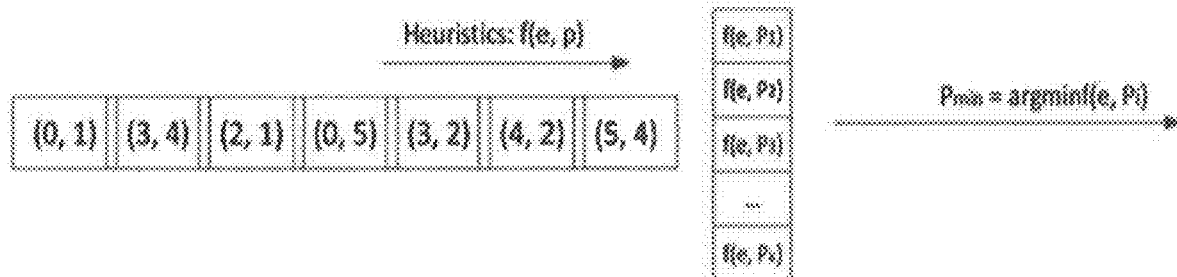 Heuristics: f(e, p)
(0, 1) (3, 4) (2, 1) (0, 5) (3, 2) (4, 2) (5, 4)
f(e, P₁)
f(e, P₂)
f(e, P₃)
...
f(e, Pₖ)
Pmin = argminf(e, Pᵢ)